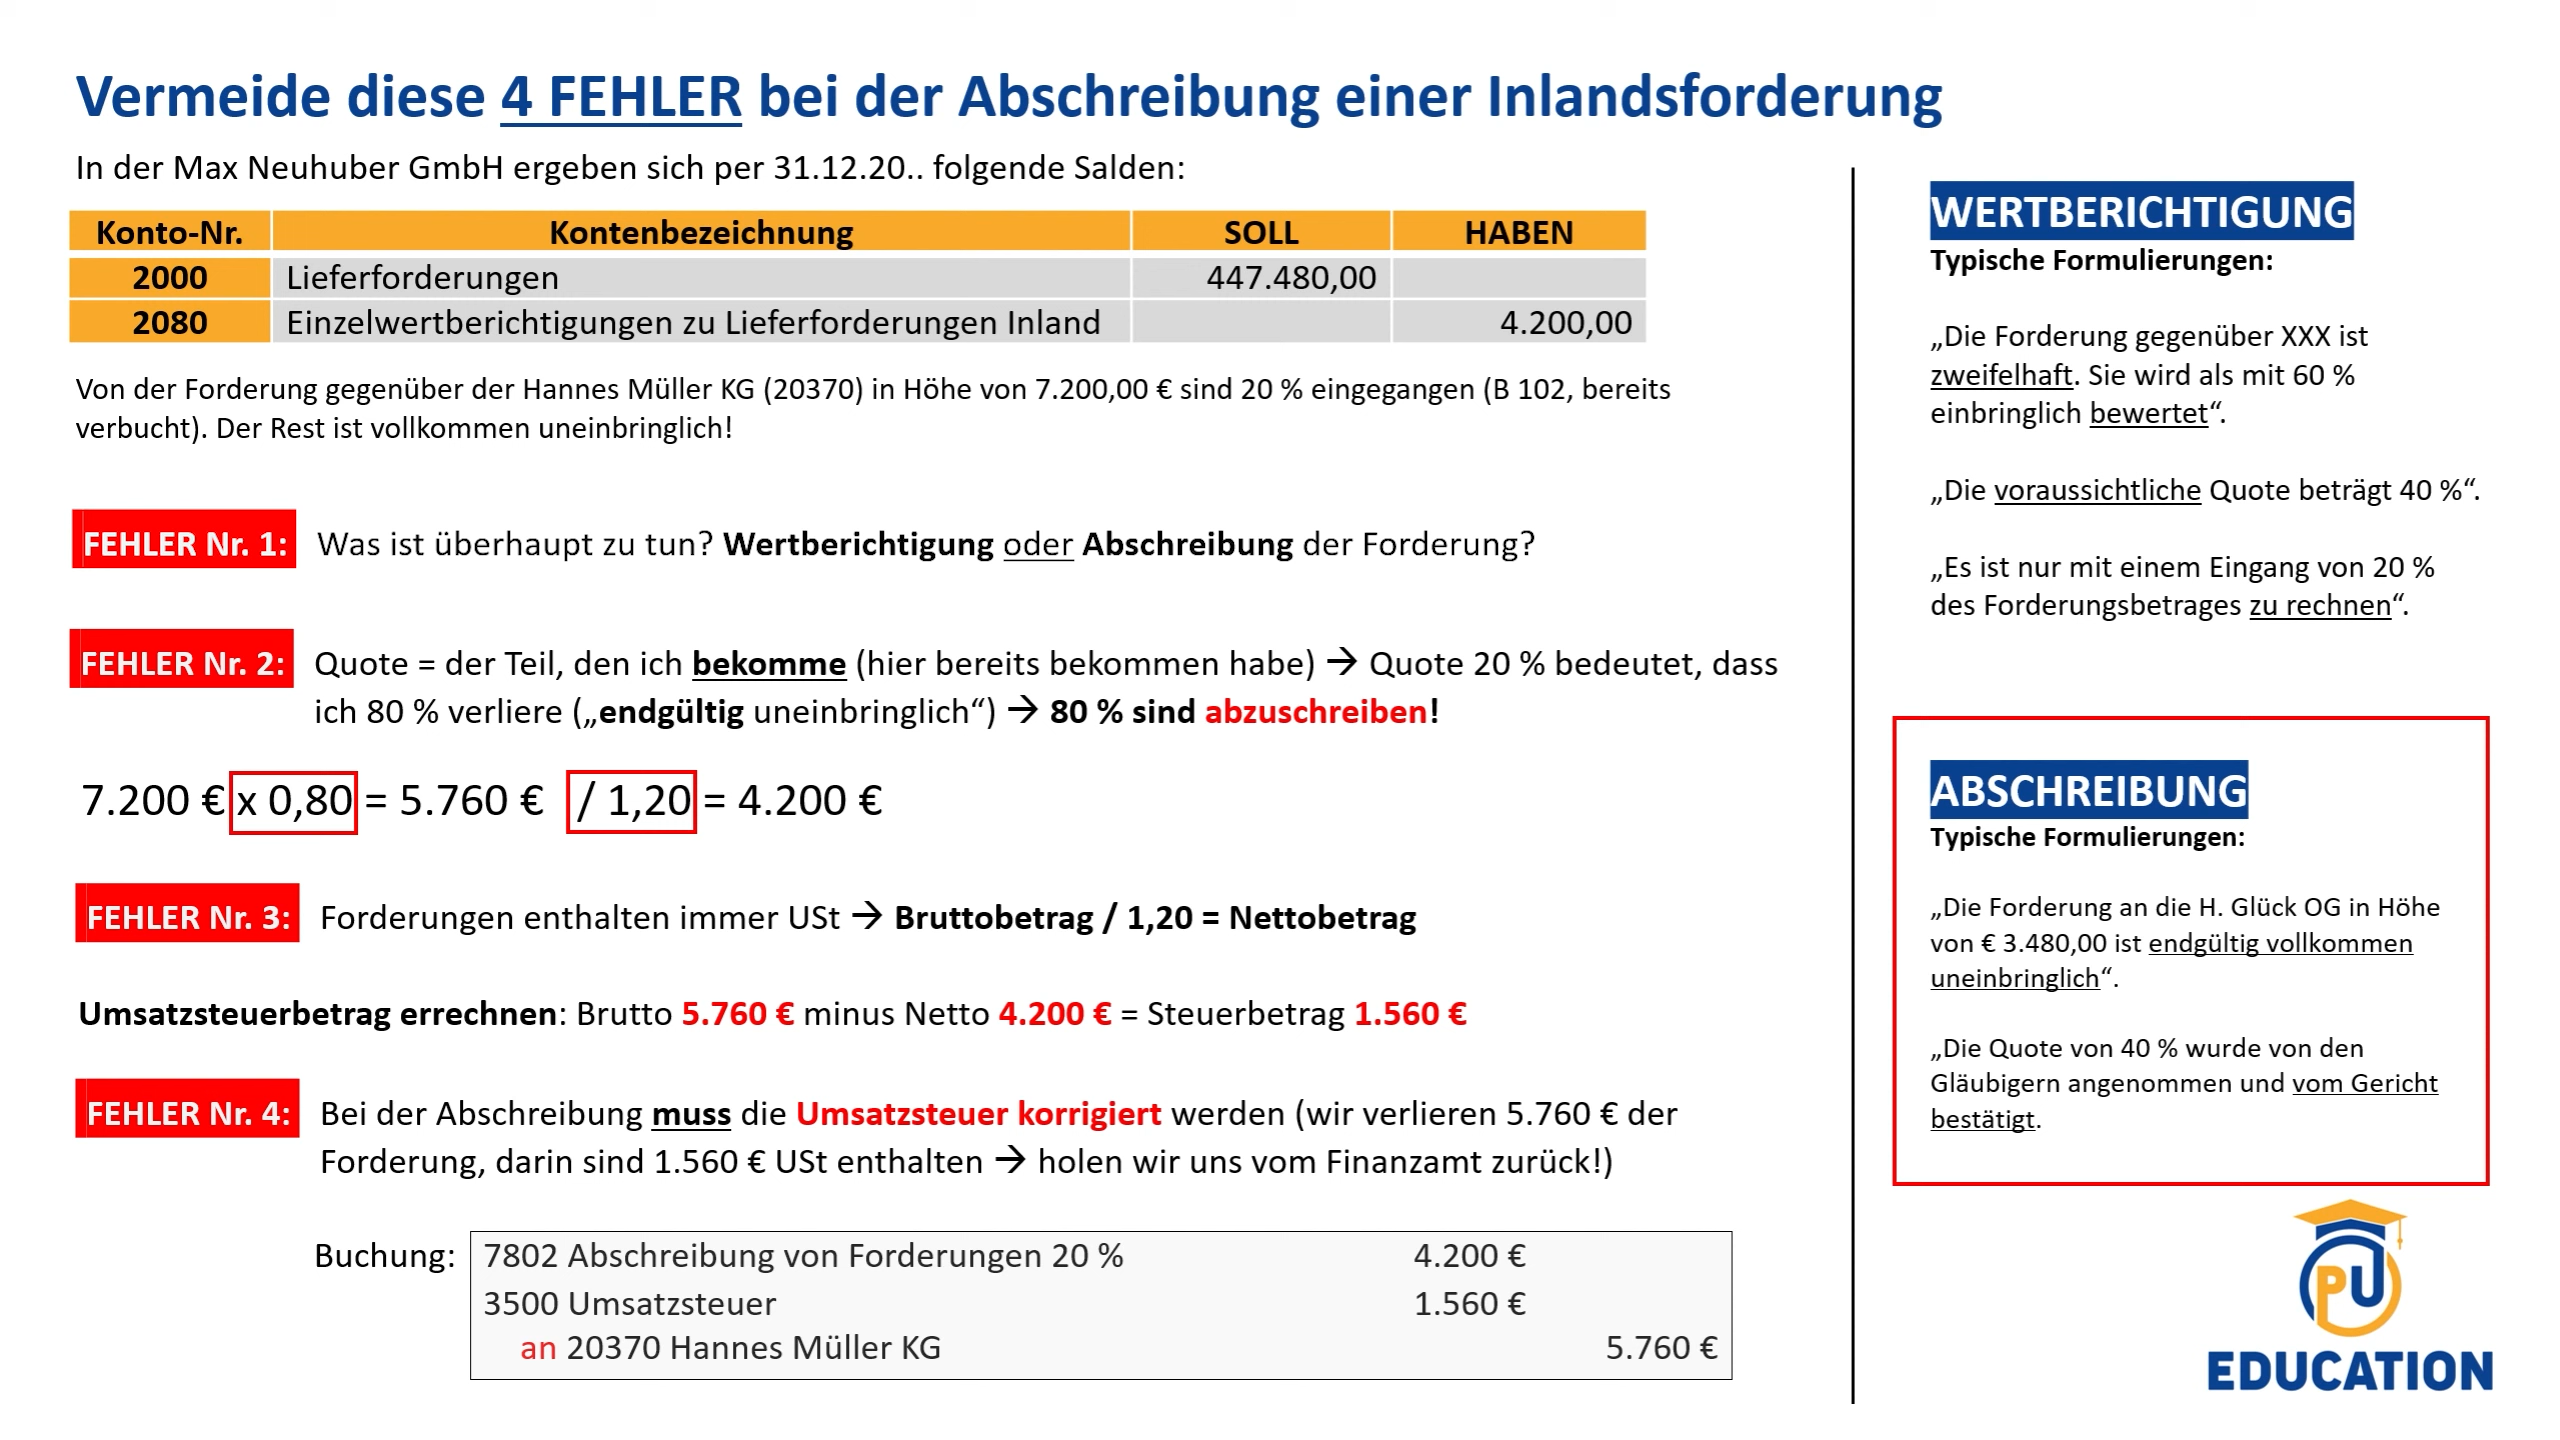 Vermeide diese 4 FEHLER bei der Abschreibung einer Inlandsforderung
In der Max Neuhuber GmbH ergeben sich per 31.12.20.. folgende Salden:
Konto-Nr. Kontenbezeichnung SOLL HABEN
2000 Lieferforderungen 447.480,00
2080 Einzelwertberichtigungen zu Lieferforderungen Inland 4.200,00
Von der Forderung gegenüber der Hannes Müller KG (20370) in Höhe von 7.200,00 € sind 20 % eingegangen (B 102, bereits
verbucht). Der Rest ist vollkommen uneinbringlich!
FEHLER Nr. 1: Was ist überhaupt zu tun? Wertberichtigung oder Abschreibung der Forderung?
FEHLER Nr. 2: Quote = der Teil, den ich bekomme (hier bereits bekommen habe) → Quote 20 % bedeutet, dass
ich 80 % verliere („endgültig uneinbringlich“) → 80 % sind abzuschreiben!
7.200 € x 0,80 = 5.760 € / 1,20 = 4.200 €
FEHLER Nr. 3: Forderungen enthalten immer USt → Bruttobetrag / 1,20 = Nettobetrag
Umsatzsteuerbetrag errechnen: Brutto 5.760 € minus Netto 4.200 € = Steuerbetrag 1.560 €
FEHLER Nr. 4: Bei der Abschreibung muss die Umsatzsteuer korrigiert werden (wir verlieren 5.760 € der
Forderung, darin sind 1.560 € USt enthalten → holen wir uns vom Finanzamt zurück!)
Buchung: 7802 Abschreibung von Forderungen 20 % 4.200 €
3500 Umsatzsteuer 1.560 €
an 20370 Hannes Müller KG 5.760 €
WERTBERICHTIGUNG
Typische Formulierungen:
„Die Forderung gegenüber XXX ist
zweifelhaft. Sie wird als mit 60 %
einbringlich bewertet“.
„Die voraussichtliche Quote beträgt 40 %“.
„Es ist nur mit einem Eingang von 20 %
des Forderungsbetrages zu rechnen“.
ABSCHREIBUNG
Typische Formulierungen:
„Die Forderung an die H. Glück OG in Höhe
von € 3.480,00 ist endgültig vollkommen
uneinbringlich“.
„Die Quote von 40 % wurde von den
Gläubigern angenommen und vom Gericht
bestätigt.
PU
EDUCATION